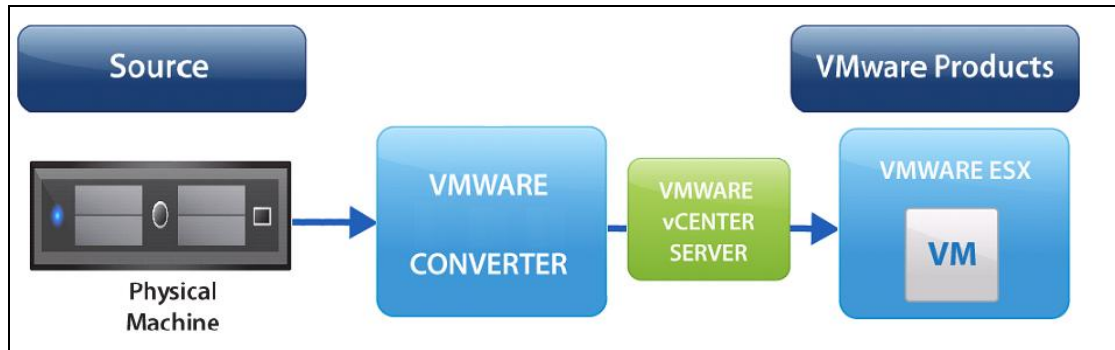 Source
VMware Products
VMWARE
CONVERTER
VMWARE
vCENTER
SERVER
VMWARE ESX
VM
Physical
Machine